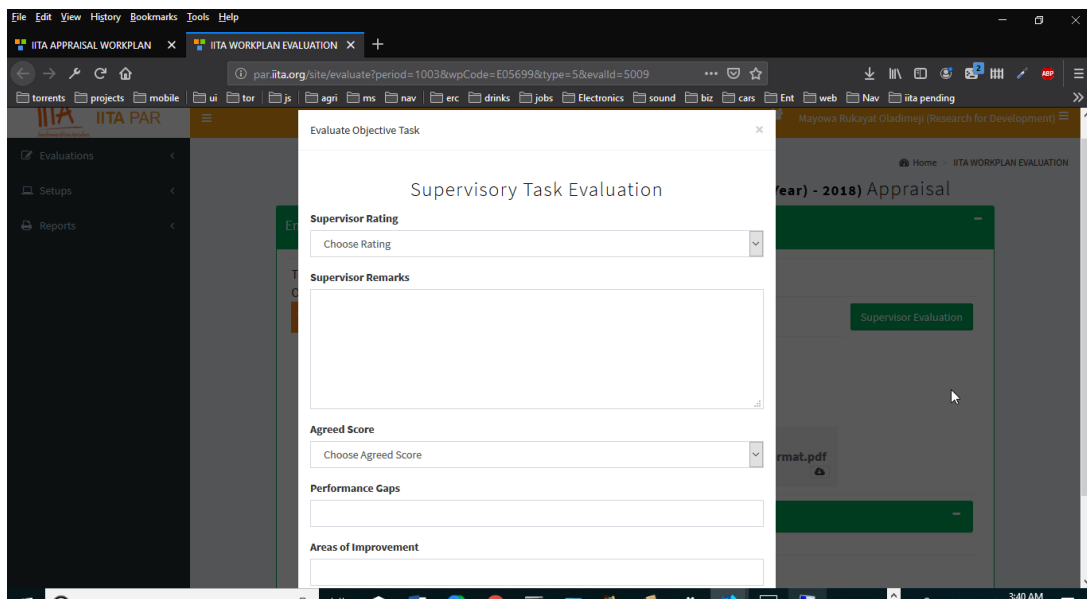 File Edit View History Bookmarks Tools Help
IITA APPRAISAL WORKPLAN IITA WORKPLAN EVALUATION
par.iita.org/site/evaluate?period=1003&wpCode=E05699&type=5&evalId=5009
2 ABP
torrents projects mobile ui tor js agri ms nav erc drinks jobs Electronics sound biz cars Ent web Nav iita pending
IITA IITA PAR
Mayowa Rukayat Oladimeji (Research for Development)
Evaluate Objective Task
Evaluations
Home IITA WORKPLAN EVALUATION
Setups
Supervisory Task Evaluation
Year) - 2018) Appraisal
Reports
Supervisor Rating
Choose Rating
Supervisor Remarks
Supervisor Evaluation
Agreed Score
Choose Agreed Score
rmat.pdf
Performance Gaps
Areas of Improvement
3:40 AM